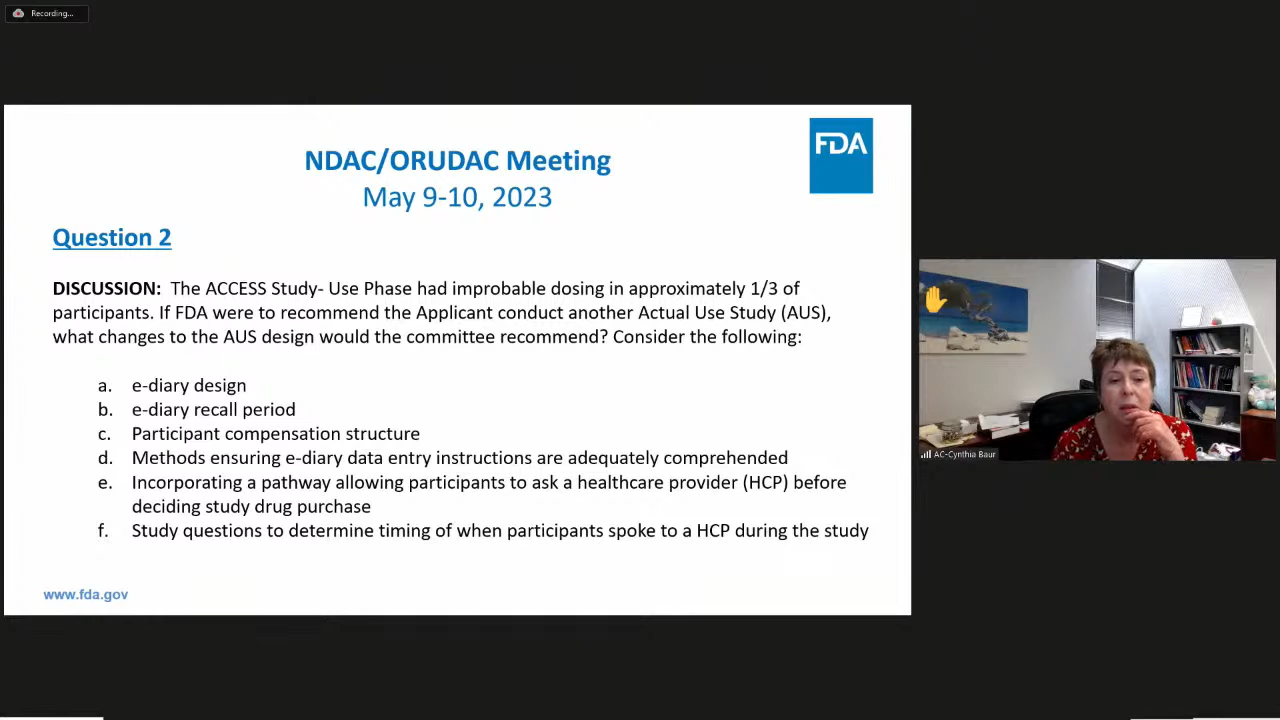 Recording...
FDA
NDAC/ORUDAC Meeting
May 9-10, 2023
Question 2
DISCUSSION: The ACCESS Study- Use Phase had improbable dosing in approximately 1/3 of
participants. If FDA were to recommend the Applicant conduct another Actual Use Study (AUS),
what changes to the AUS design would the committee recommend? Consider the following:
a. e-diary design
b. e-diary recall period
c. Participant compensation structure
d. Methods ensuring e-diary data entry instructions are adequately comprehended
e. Incorporating a pathway allowing participants to ask a healthcare provider (HCP) before
deciding study drug purchase
f. Study questions to determine timing of when participants spoke to a HCP during the study
www.fda.gov
AC-Cynthia Baur